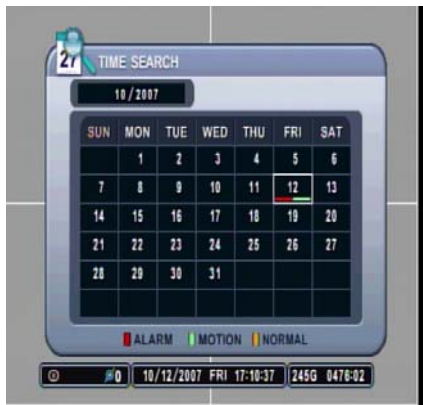 27 TIME SEARCH
10/2007
SUN MON TUE WED THU FRI SAT
1 2 3 4 5 6
7 8 9 10 11 12 13
14 15 16 17 18 19 20
21 22 23 24 25 26 27
28 29 30 31
ALARM MOTION NORMAL
0 10/12/2007 FRI 17:10:37 245G 0476:02